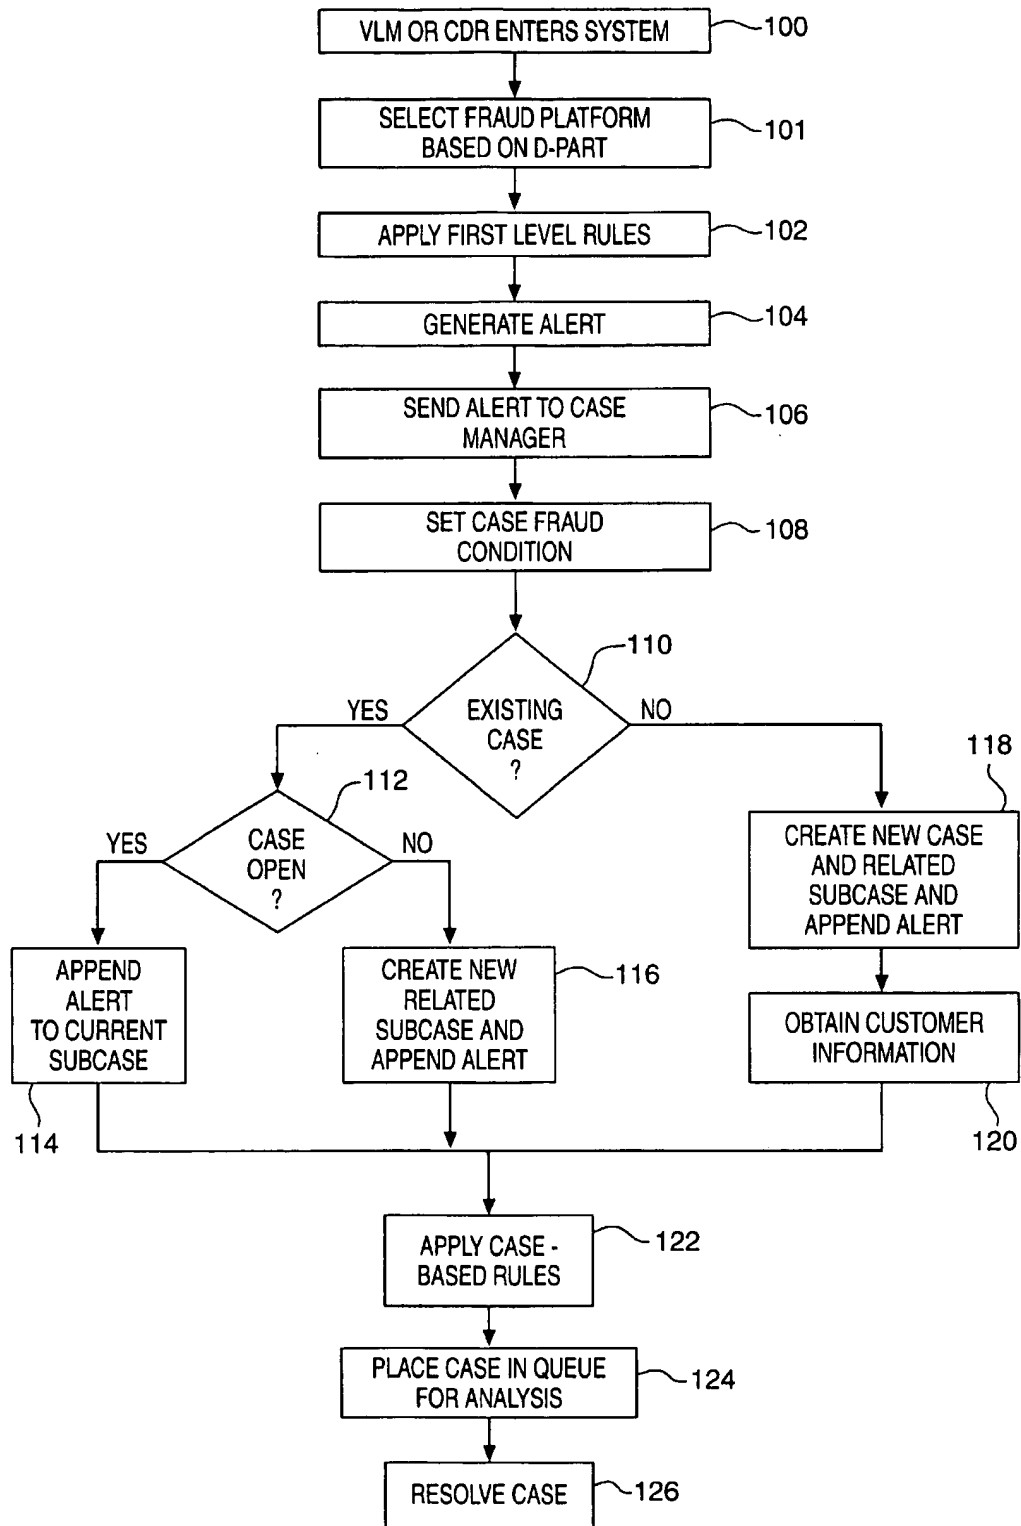 VLM OR CDR ENTERS SYSTEM
100
SELECT FRAUD PLATFORM
BASED ON D-PART
101
APPLY FIRST LEVEL RULES
102
GENERATE ALERT
104
SEND ALERT TO CASE
MANAGER
106
SET CASE FRAUD
CONDITION
108
110
EXISTING
CASE
?
YES
NO
112
CASE
OPEN
?
YES
NO
118
CREATE NEW CASE
AND RELATED
SUBCASE AND
APPEND ALERT
APPEND
ALERT
TO CURRENT
SUBCASE
114
CREATE NEW
RELATED
SUBCASE AND
APPEND ALERT
116
OBTAIN CUSTOMER
INFORMATION
120
APPLY CASE -
BASED RULES
122
PLACE CASE IN QUEUE
FOR ANALYSIS
124
RESOLVE CASE
126